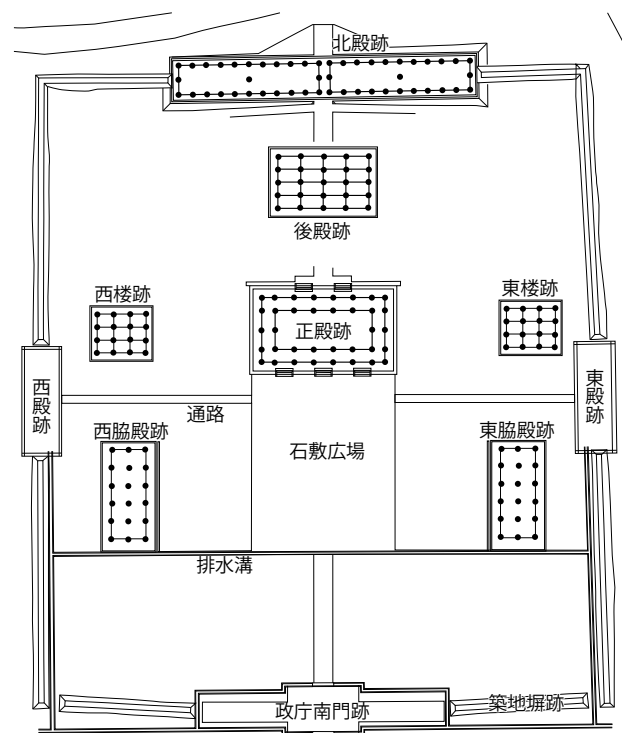 北殿跡
後殿跡
西楼跡
東楼跡
正殿跡
西殿跡
東殿跡
通路
西脇殿跡
東脇殿跡
石敷広場
排水溝
政庁南門跡
築地塀跡